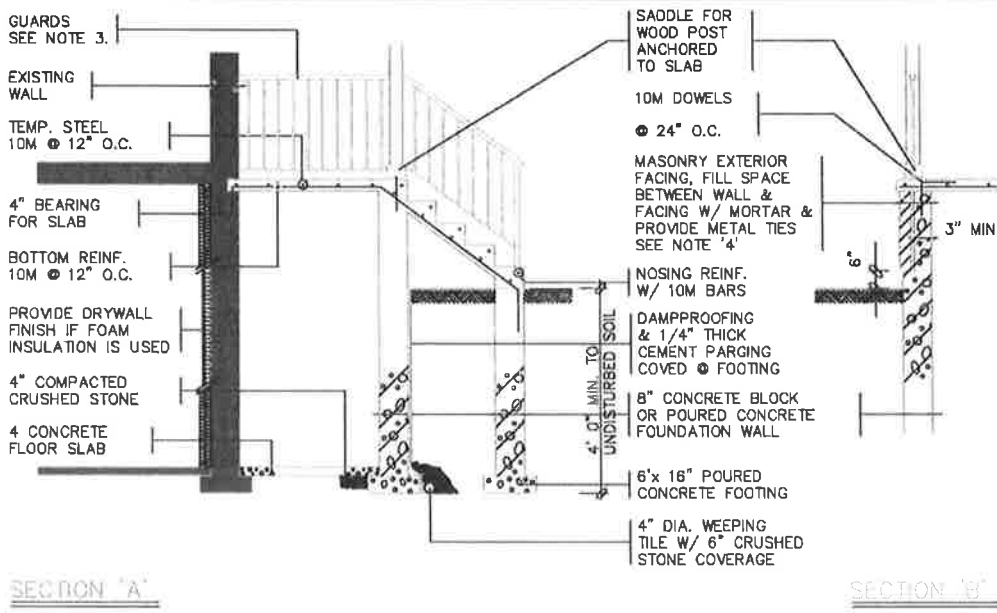 GUARDS
SEE NOTE 3.
EXISTING
WALL
TEMP. STEEL
10M @ 12" O.C.
4" BEARING
FOR SLAB
BOTTOM REINF.
10M @ 12" O.C.
PROVIDE DRYWALL
FINISH IF FOAM
INSULATION IS USED
4" COMPACTED
CRUSHED STONE
4 CONCRETE
FLOOR SLAB
SADDLE FOR
WOOD POST
ANCHORED
TO SLAB
10M DOWELS
@ 24" O.C.
MASONRY EXTERIOR
FACING, FILL SPACE
BETWEEN WALL &
FACING W/ MORTAR &
PROVIDE METAL TIES
SEE NOTE '4'
NOSING REINF.
W/ 10M BARS
DAMPPROOFING
& 1/4" THICK
CEMENT PARGING
COVED @ FOOTING
8" CONCRETE BLOCK
OR POURED CONCRETE
FOUNDATION WALL
6'x 16" POURED
CONCRETE FOOTING
4" DIA. WEEPING
TILE W/ 6" CRUSHED
STONE COVERAGE
4' 0" MIN. TO
UNDISTURBED SOIL
3" MIN
6"
SECTION 'A'
SECTION 'B'